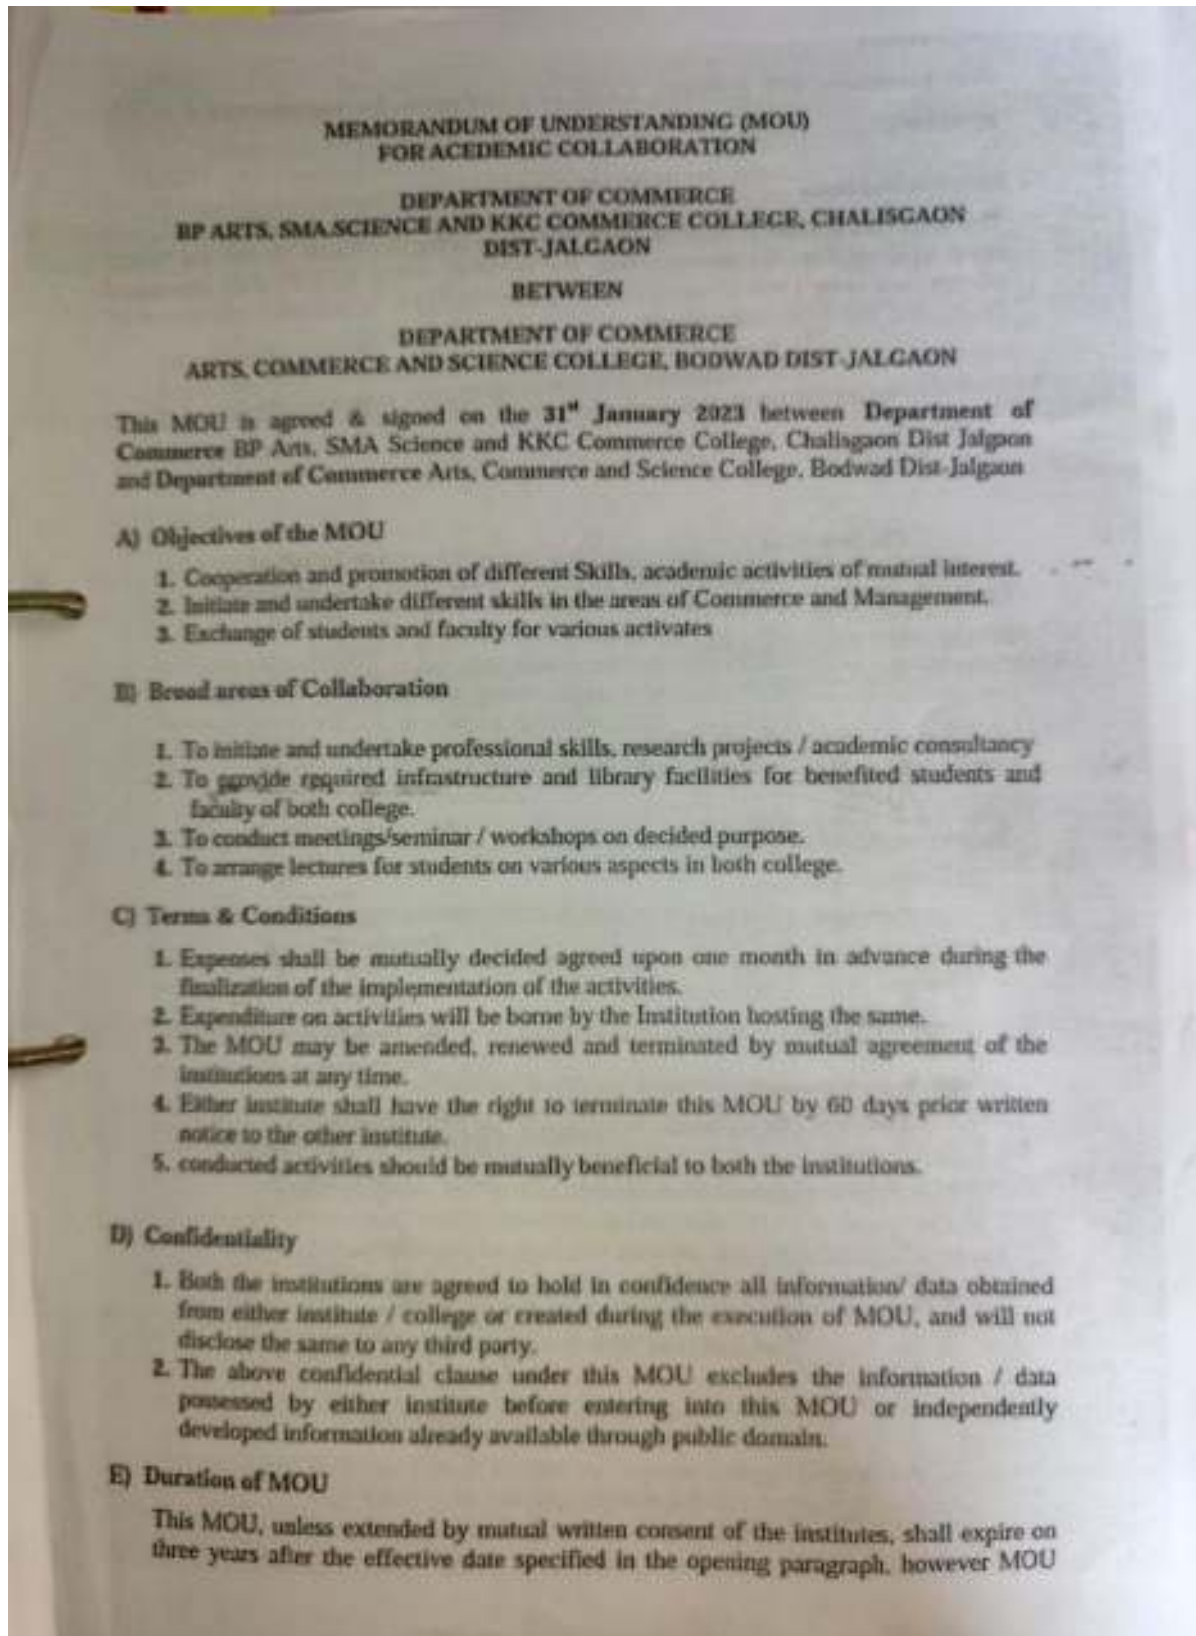 MEMORANDUM OF UNDERSTANDING (MOU)
FOR ACEDEMIC COLLABORATION
DEPARTMENT OF COMMERCE
BP ARTS, SMA.SCIENCE AND KKC COMMERCE COLLEGE, CHALISGAON
DIST-JALGAON
BETWEEN
DEPARTMENT OF COMMERCE
ARTS, COMMERCE AND SCIENCE COLLEGE, BODWAD DIST-JALGAON
This MOU is agreed & signed on the 31st January 2023 between Department of
Commerce BP Arts, SMA Science and KKC Commerce College, Chalisgaon Dist Jalgaon
and Department of Commerce Arts, Commerce and Science College, Bodwad Dist-Jalgaon
A) Objectives of the MOU
1. Cooperation and promotion of different Skills, academic activities of mutual interest.
2. Initiate and undertake different skills in the areas of Commerce and Management.
3. Exchange of students and faculty for various activates
B) Broad areas of Collaboration
1. To initiate and undertake professional skills, research projects / academic consultancy
2. To provide required infrastructure and library facilities for benefited students and
faculty of both college.
3. To conduct meetings/seminar / workshops on decided purpose.
4. To arrange lectures for students on various aspects in both college.
C) Terms & Conditions
1. Expenses shall be mutually decided agreed upon one month in advance during the
finalization of the implementation of the activities.
2. Expenditure on activities will be borne by the Institution hosting the same.
3. The MOU may be amended, renewed and terminated by mutual agreement of the
institutions at any time.
4. Either institute shall have the right to terminate this MOU by 60 days prior written
notice to the other institute.
5. conducted activities should be mutually beneficial to both the institutions.
D) Confidentiality
1. Both the institutions are agreed to hold in confidence all information/ data obtained
from either institute / college or created during the execution of MOU, and will not
disclose the same to any third party.
2. The above confidential clause under this MOU excludes the information / data
possessed by either institute before entering into this MOU or independently
developed information already available through public domain.
E) Duration of MOU
This MOU, unless extended by mutual written consent of the institutes, shall expire on
three years after the effective date specified in the opening paragraph, however MOU